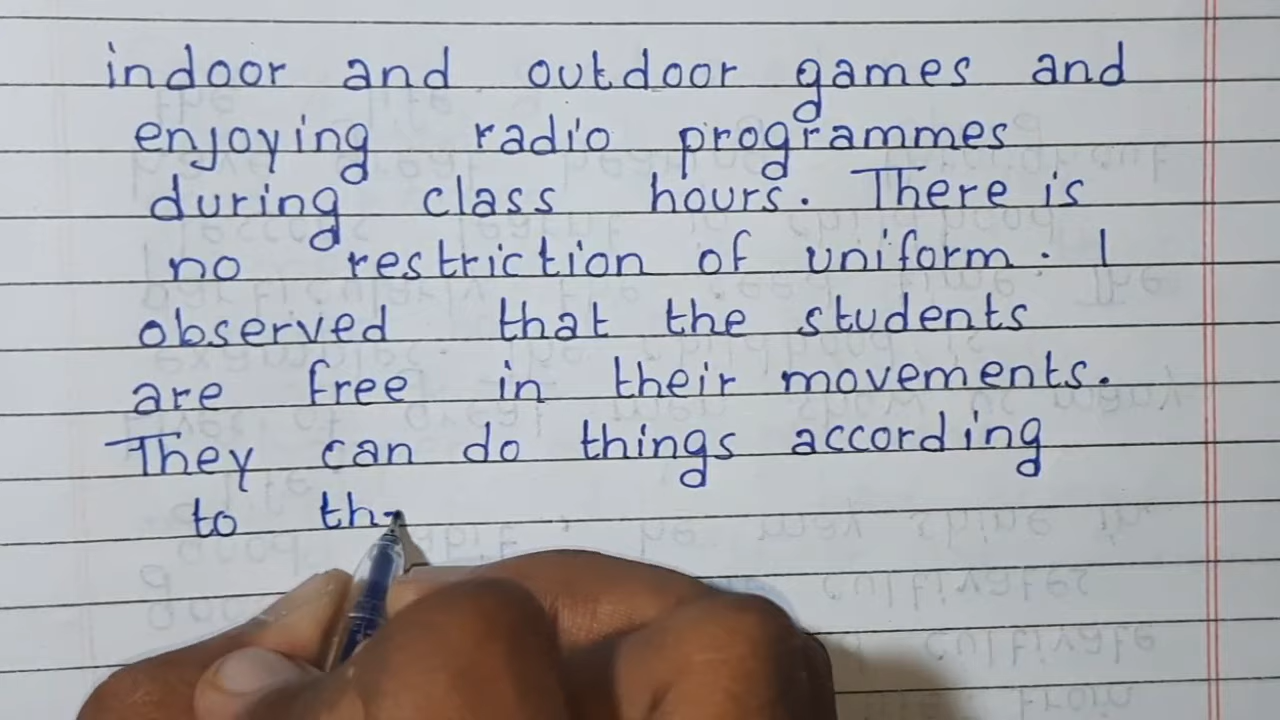 indoor and outdoor games and
enjoying radio programmes
during class hours. There is
no restriction of uniform. I
observed that the students
are free in their movements.
They can do things according
to th